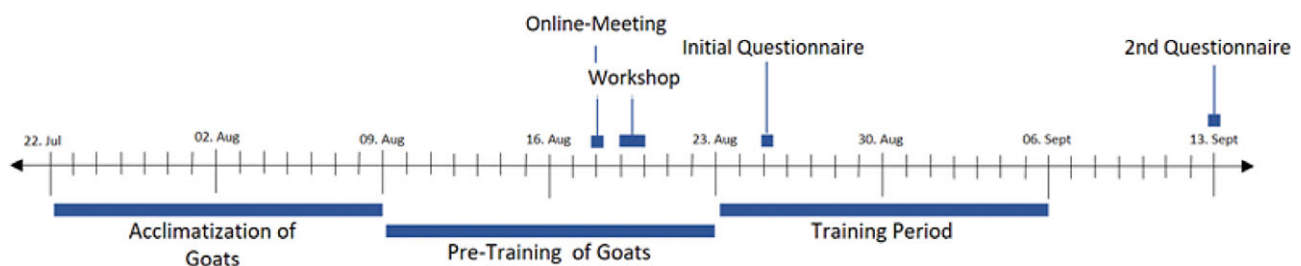 Online-Meeting
Initial Questionnaire
2nd Questionnaire
Workshop
22. Jul
02. Aug
09. Aug
16. Aug
23. Aug
30. Aug
06. Sept
13. Sept
Acclimatization of
Goats
Pre-Training of Goats
Training Period